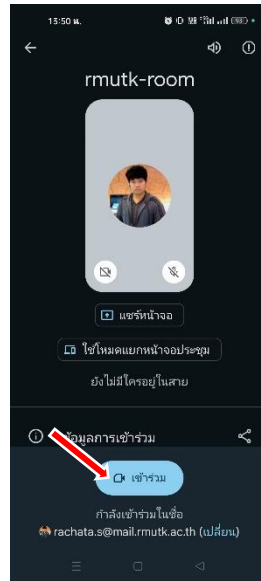 13:50 น.
rmutk-room
แชร์หน้าจอ
ใช้โหมดแยกหน้าจอประชุม
ยังไม่มีใครอยู่ในสาย
ข้อมูลการเข้าร่วม
เข้าร่วม
กำลังเข้าร่วมในชื่อ
rachata.s@mail.rmutk.ac.th (เปลี่ยน)